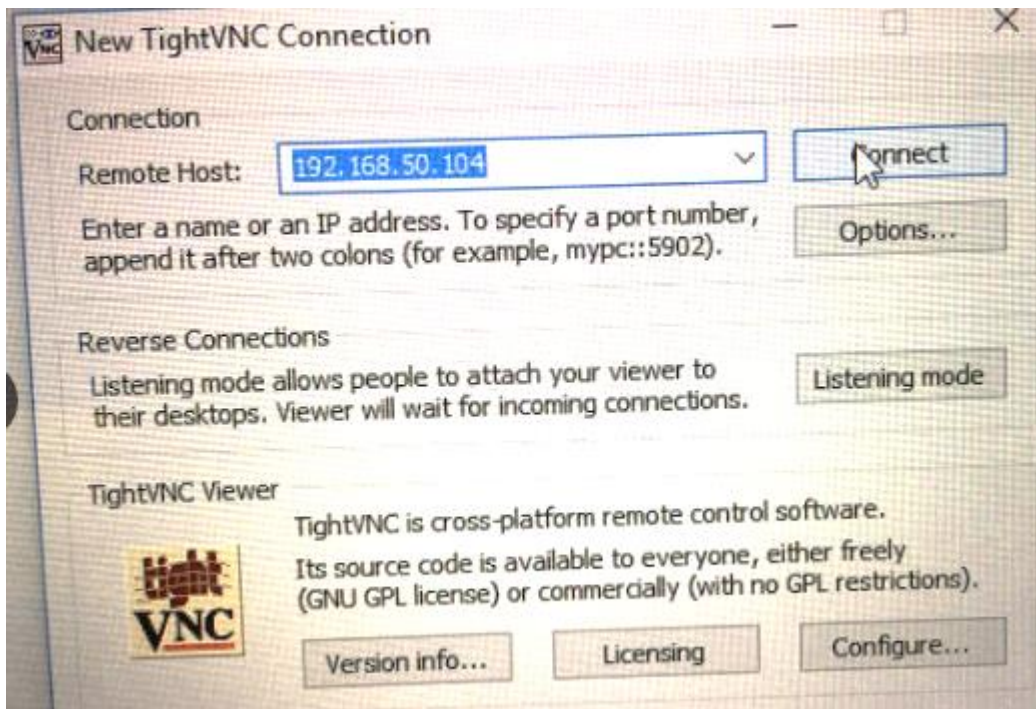 New TightVNC Connection
Connection
Remote Host:
192.168.50.104
Connect
Enter a name or an IP address. To specify a port number,
append it after two colons (for example, mypc::5902).
Options...
Reverse Connections
Listening mode allows people to attach your viewer to
their desktops. Viewer will wait for incoming connections.
Listening mode
TightVNC Viewer
TightVNC is cross-platform remote control software.
Its source code is available to everyone, either freely
(GNU GPL license) or commercially (with no GPL restrictions).
tight
VNC
Version info...
Licensing
Configure...